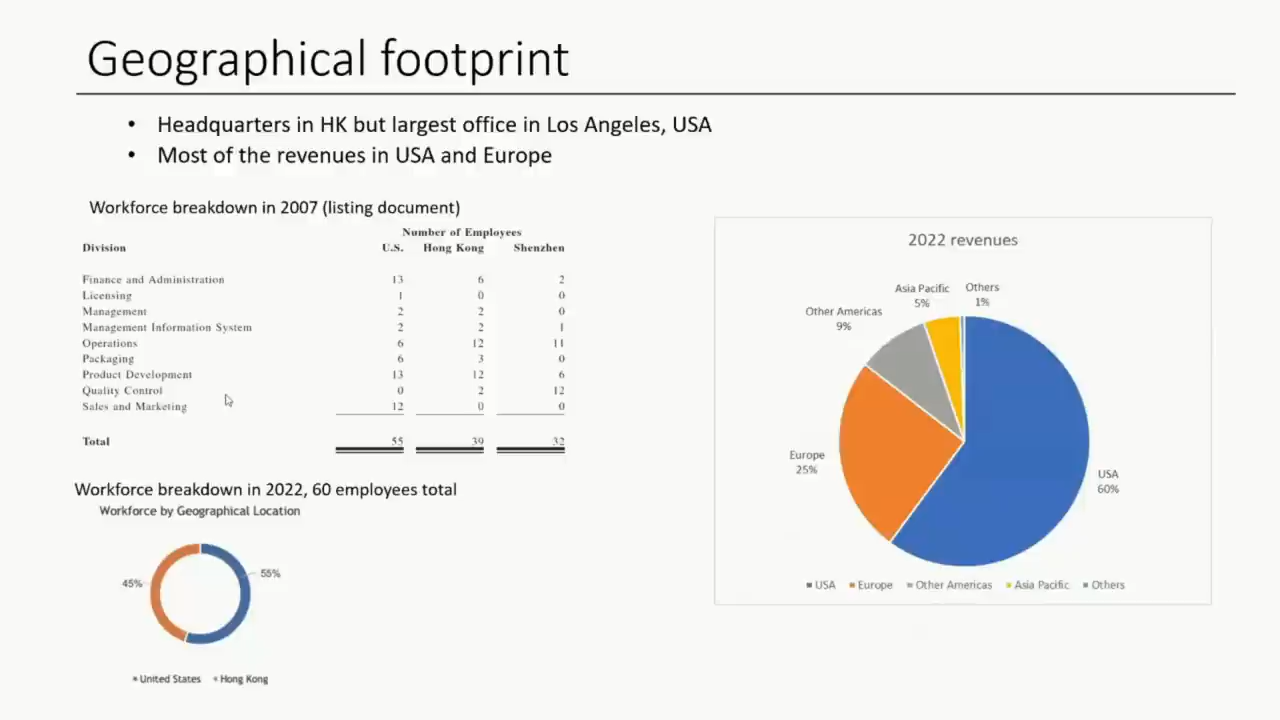 Geographical footprint
• Headquarters in HK but largest office in Los Angeles, USA
• Most of the revenues in USA and Europe
Workforce breakdown in 2007 (listing document)
Number of Employees
Division U.S. Hong Kong Shenzhen
Finance and Administration 13 6 2
Licensing 1 0 0
Management 2 2 0
Management Information System 2 2 1
Operations 6 12 11
Packaging 6 3 0
Product Development 13 12 6
Quality Control 0 2 12
Sales and Marketing 12 0 0
Total 55 39 32
Workforce breakdown in 2022, 60 employees total
Workforce by Geographical Location
45%
55%
United States Hong Kong
2022 revenues
Asia Pacific
5%
Others
1%
Other Americas
9%
Europe
25%
USA
60%
USA Europe Other Americas Asia Pacific Others